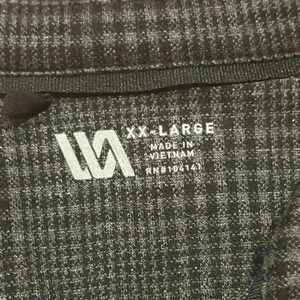 XX-LARGE
MADE IN
VIETNAM
RN#104141